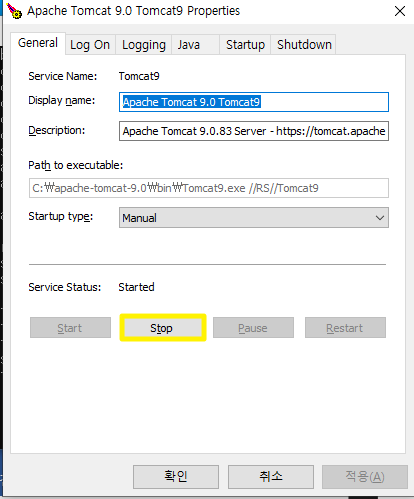 Apache Tomcat 9.0 Tomcat9 Properties
General Log On Logging Java Startup Shutdown
Service Name: Tomcat9
Display name: Apache Tomcat 9.0 Tomcat9
Description: Apache Tomcat 9.0.83 Server - https://tomcat.apache
Path to executable:
C:₩apache-tomcat-9.0₩bin₩Tomcat9.exe //RS//Tomcat9
Startup type: Manual
Service Status: Started
Start Stop Pause Restart
확인 취소 적용(A)